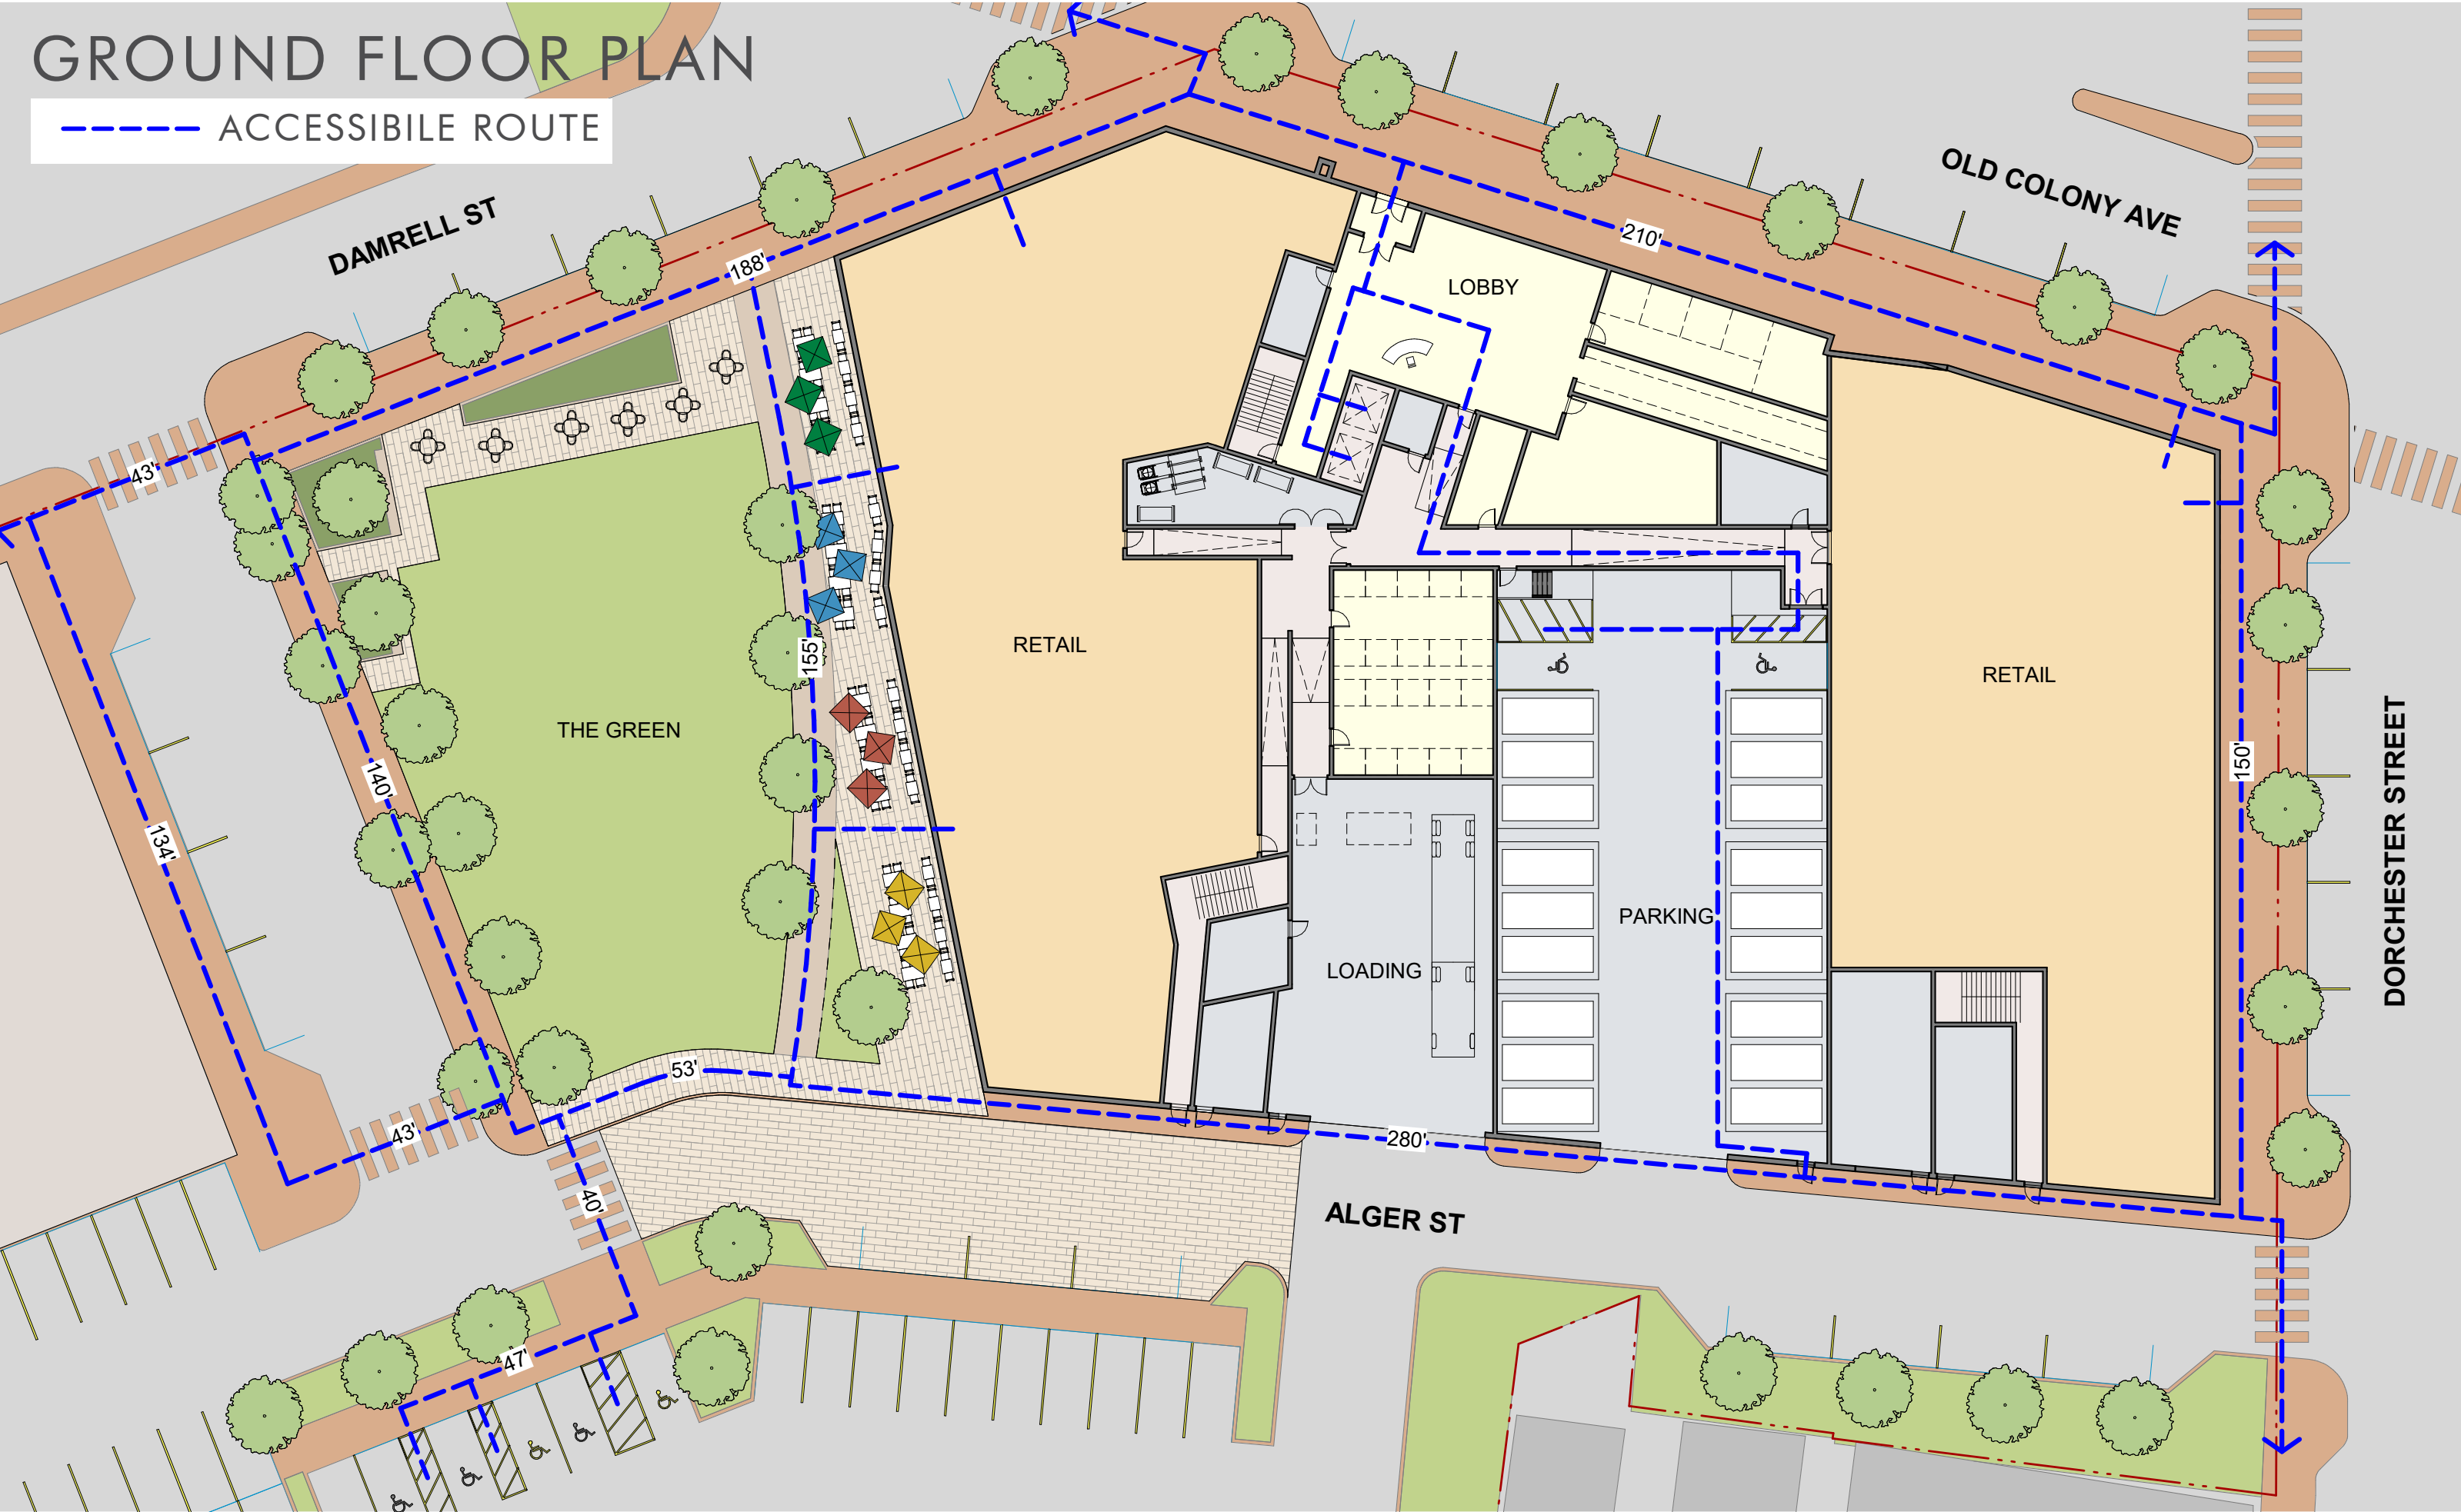 GROUND FLOOR PLAN
ACCESSIBILE ROUTE
DAMRELL ST
OLD COLONY AVE
188'
210'
LOBBY
43'
RETAIL
155'
RETAIL
THE GREEN
140'
134'
150'
DORCHESTER STREET
PARKING
LOADING
53'
43'
280'
40'
ALGER ST
47'